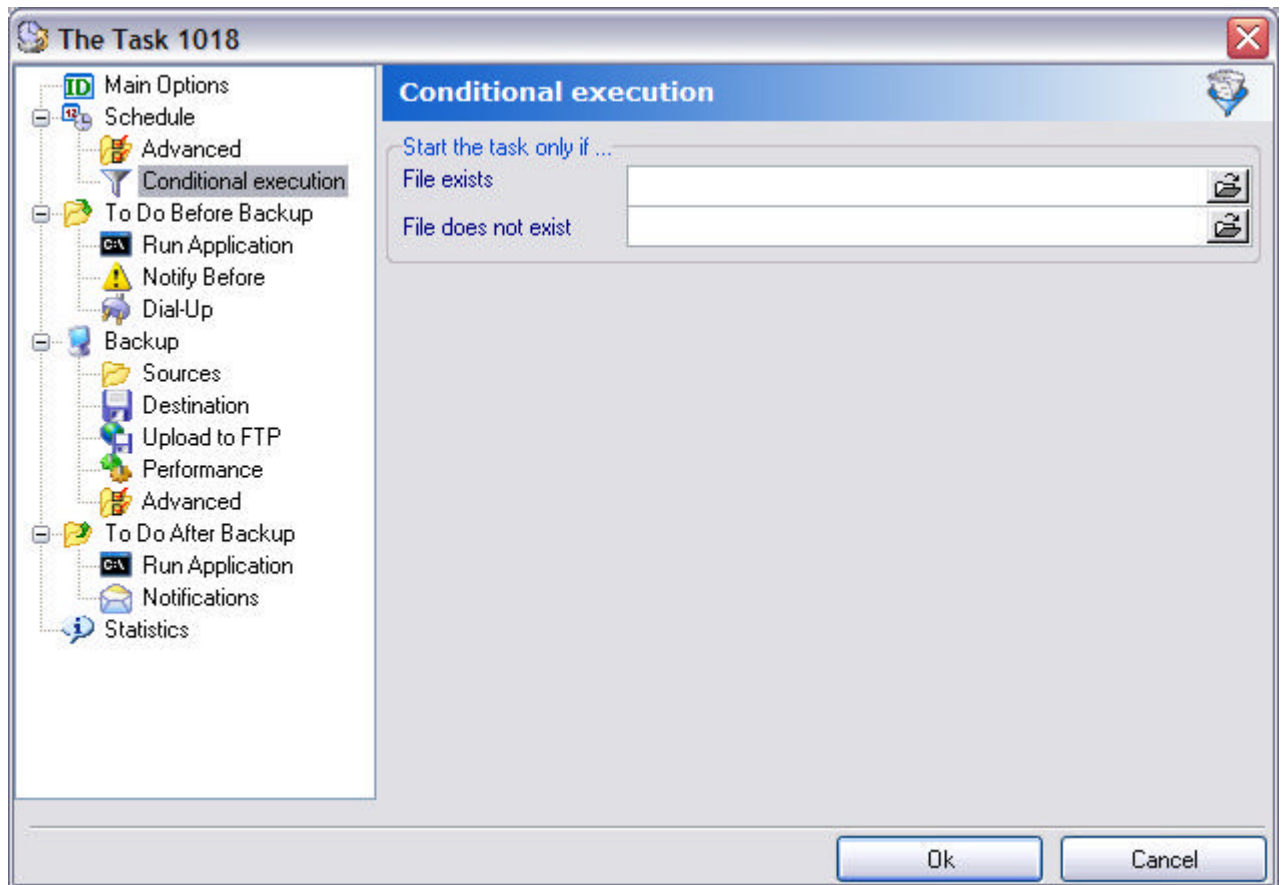 The Task 1018
ID Main Options
12 Schedule
Advanced
Conditional execution
To Do Before Backup
C:\ Run Application
Notify Before
Dial-Up
Backup
Sources
Destination
Upload to FTP
Performance
Advanced
To Do After Backup
C:\ Run Application
Notifications
Statistics
Conditional execution
Start the task only if ...
File exists
File does not exist
Ok
Cancel